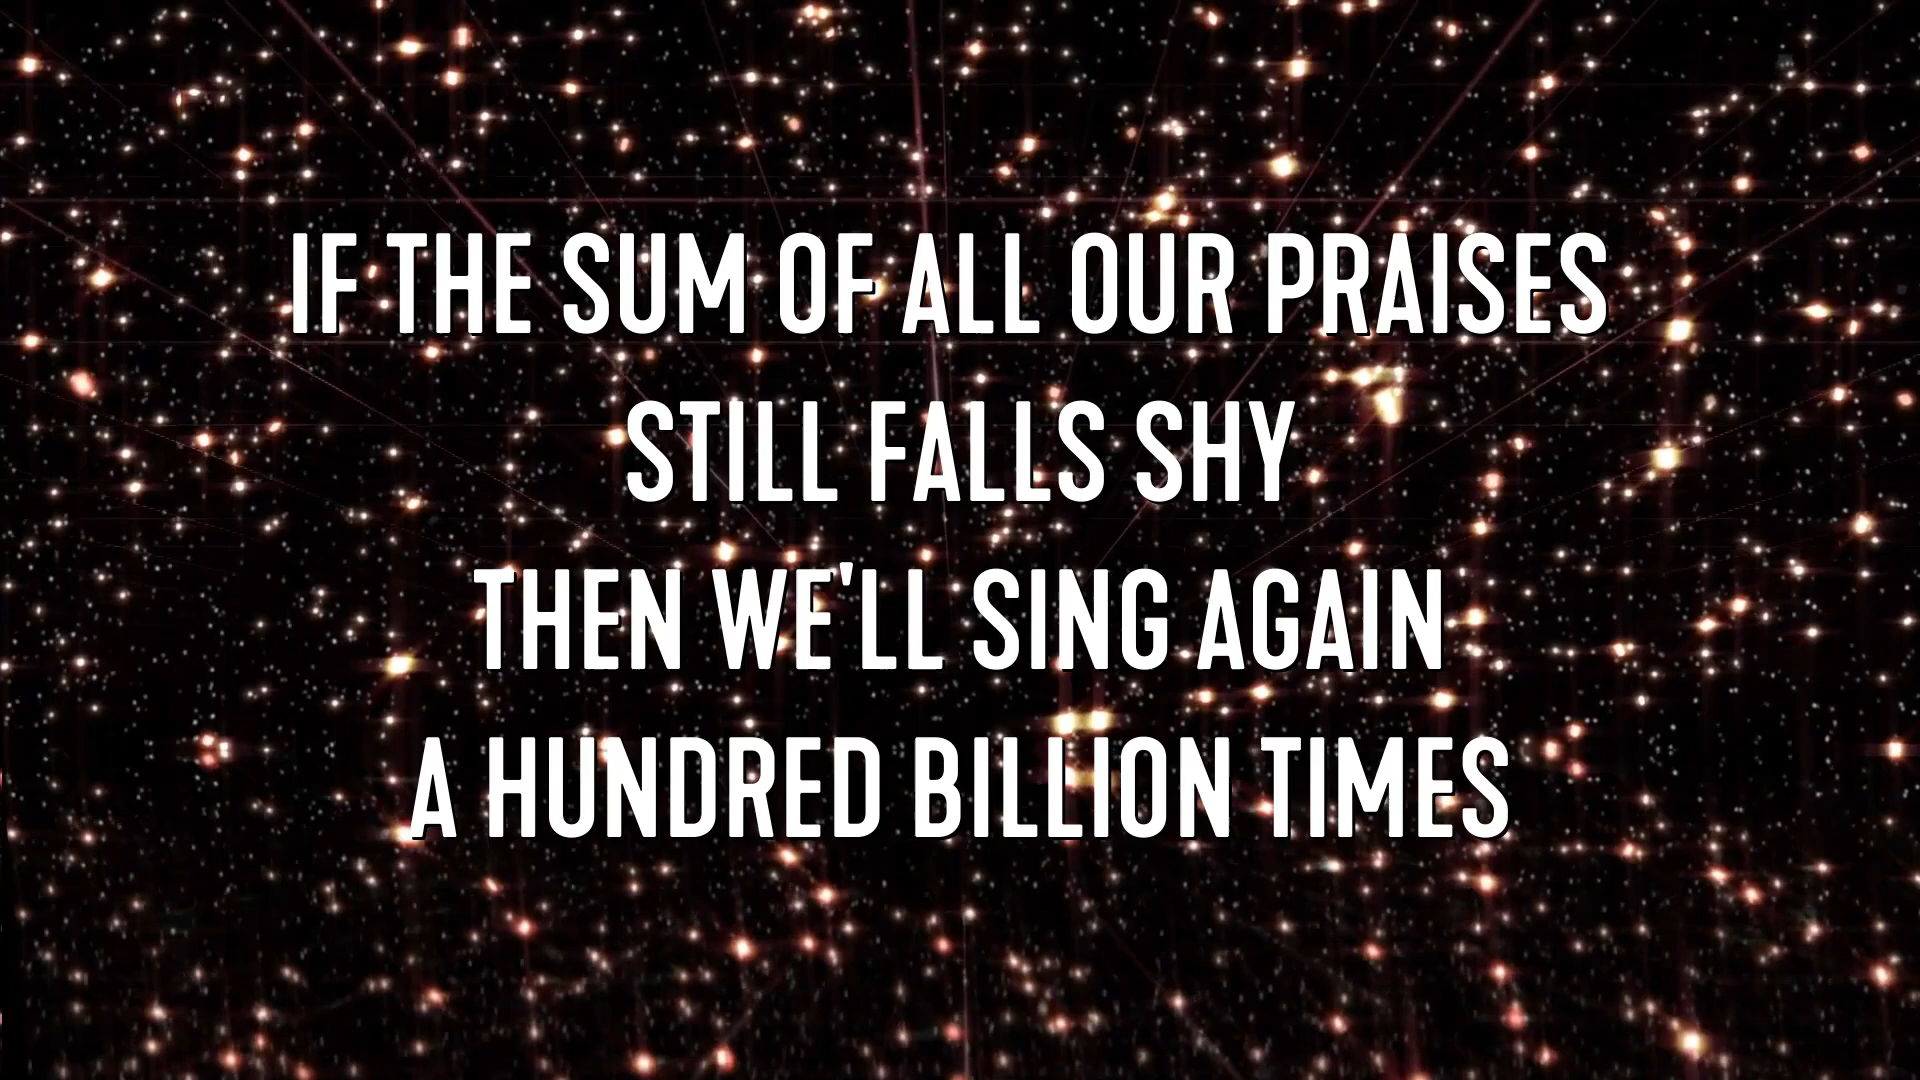 IF THE SUM OF ALL OUR PRAISES
STILL FALLS SHY
THEN WE'LL SING AGAIN
A HUNDRED BILLION TIMES